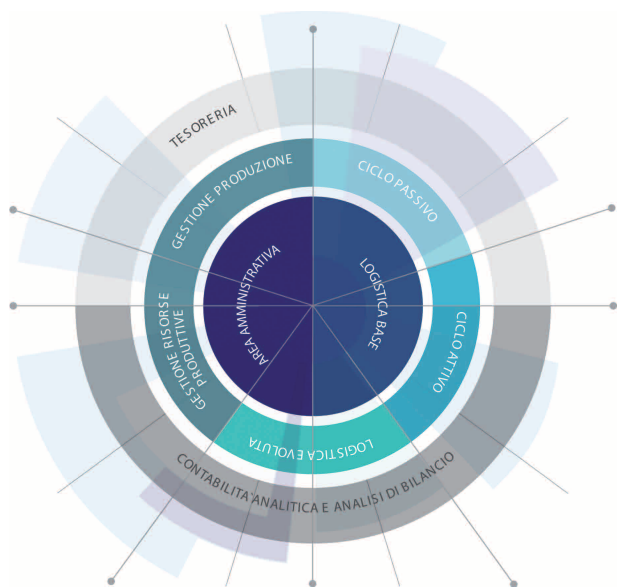 TESORERIA
GESTIONE PRODUZIONE
CICLO PASSIVO
AREA AMMINISTRATIVA
LOGISTICA BASE
CICLO ATTIVO
GESTIONE RISORSE
PRODUTTIVE
LOGISTICA EVOLUTA
CONTABILITA ANALITICA E ANALISI DI BILANCIO